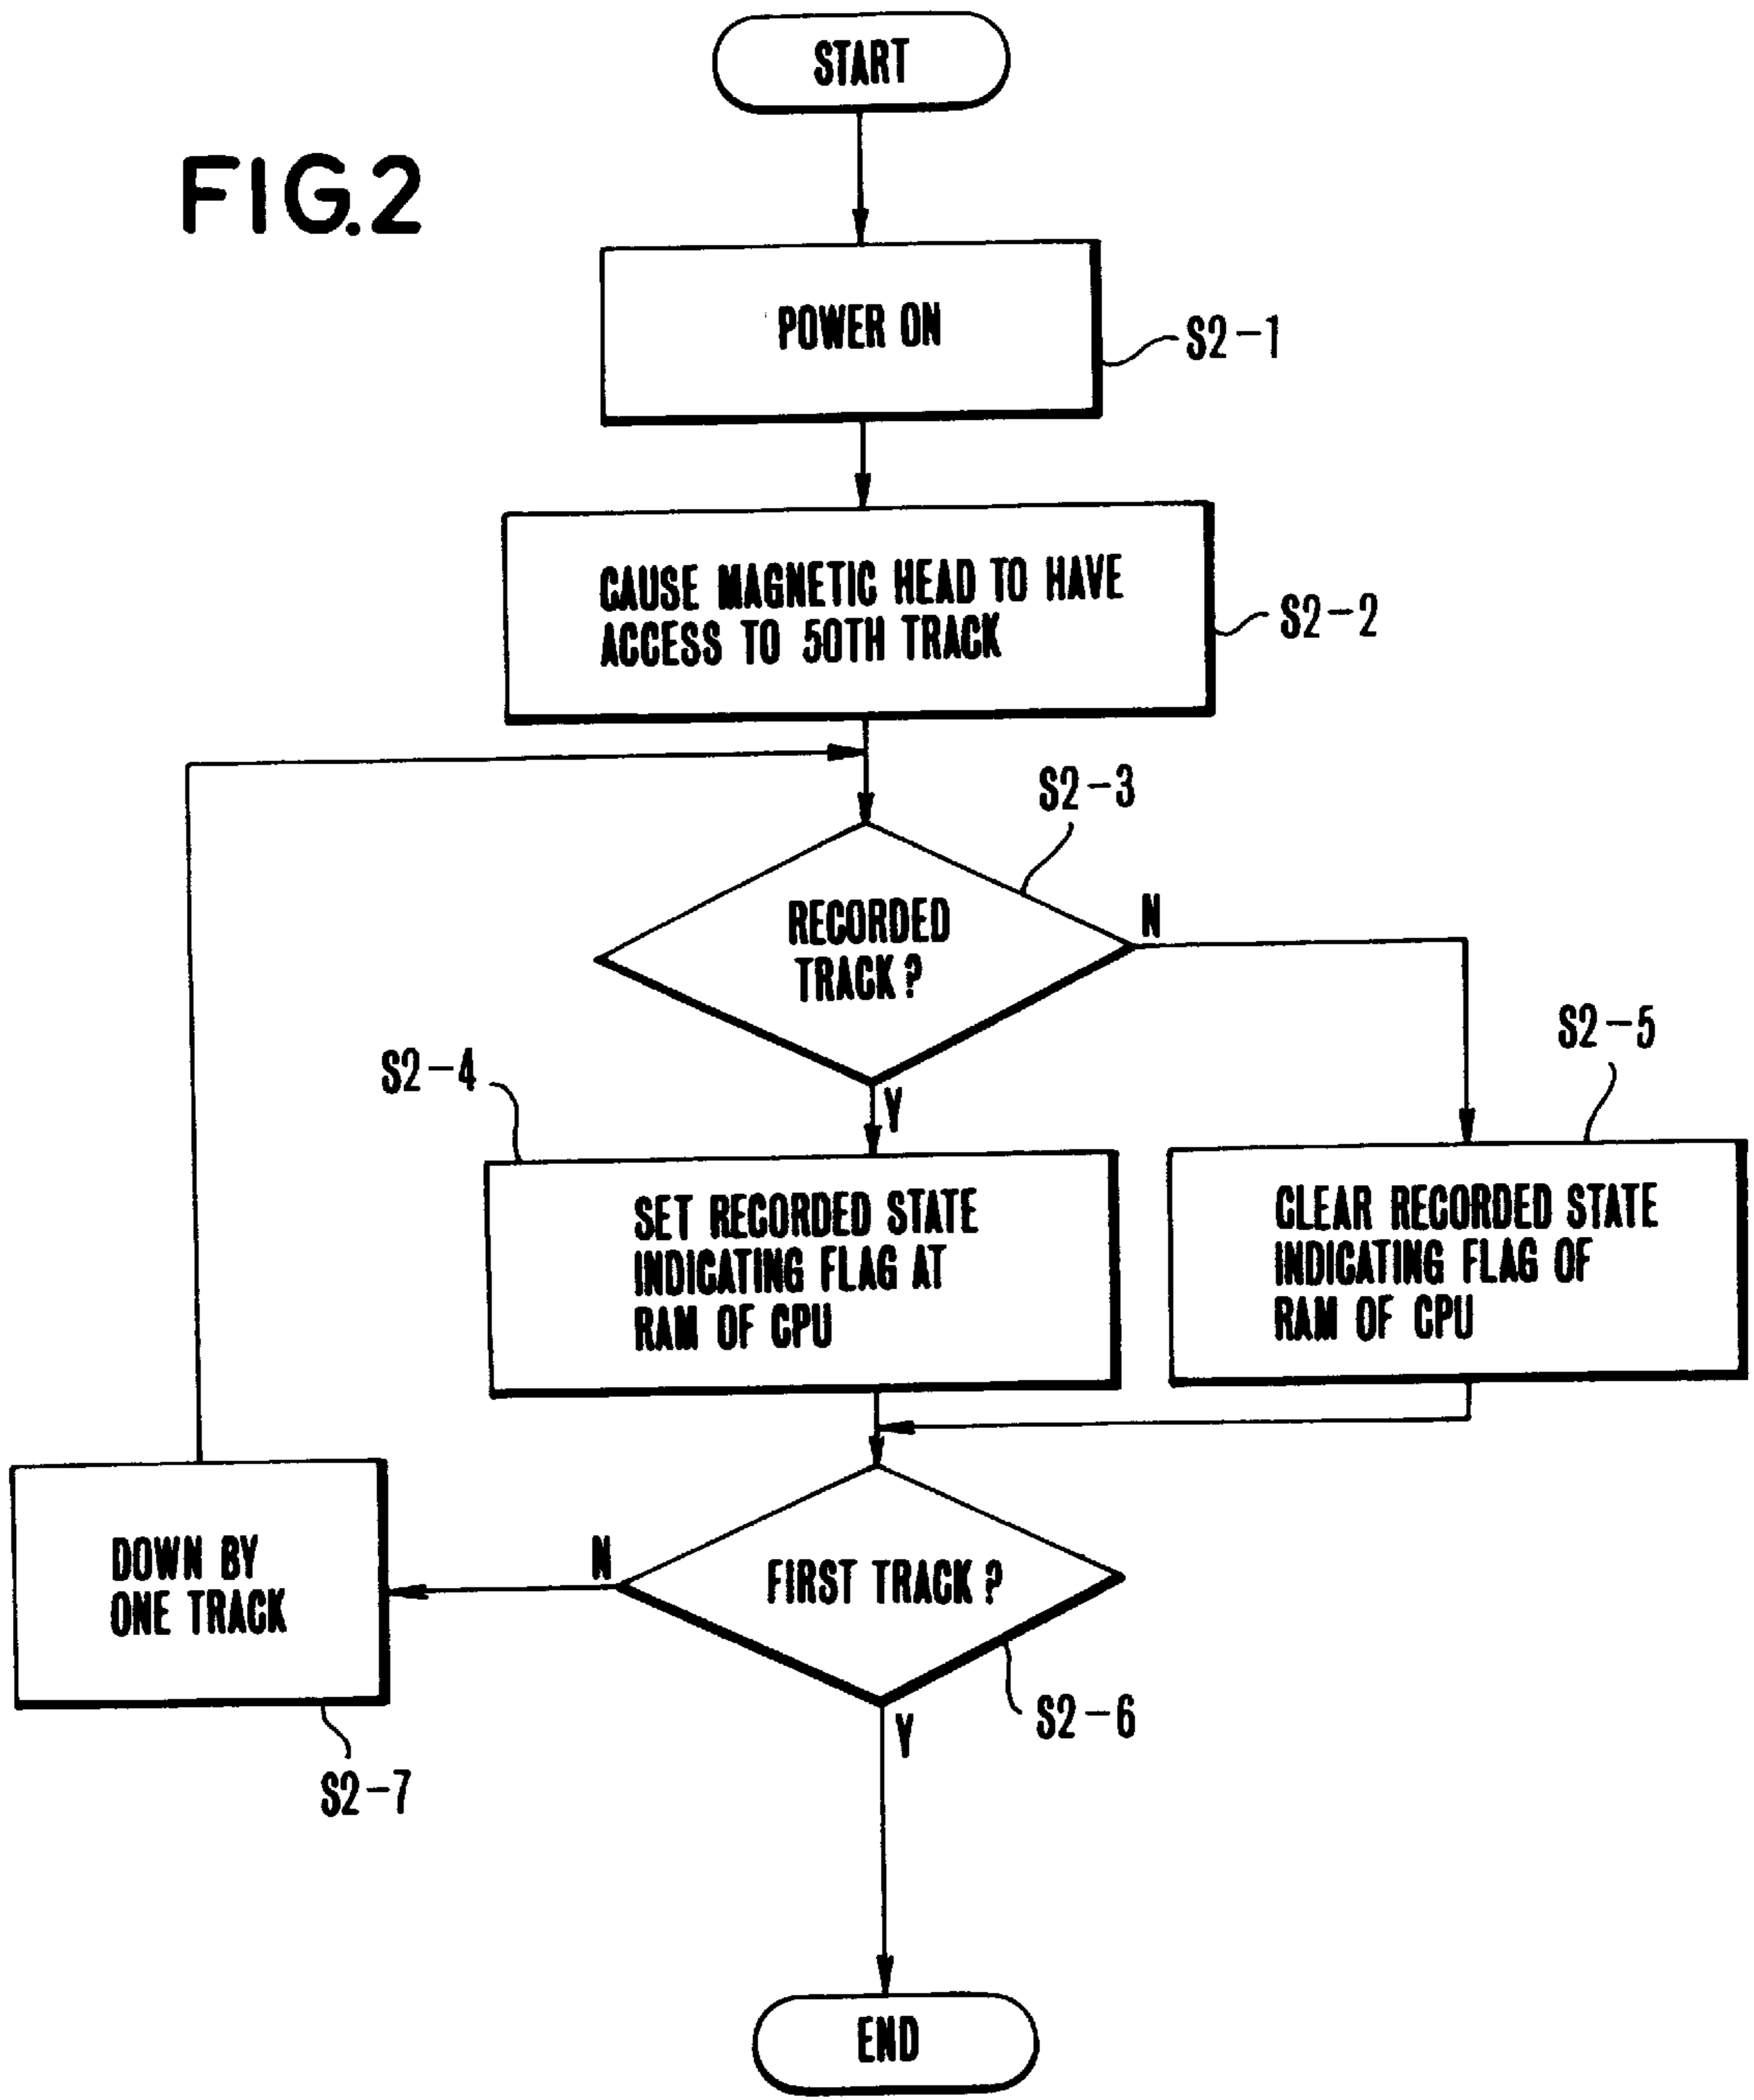 START
FIG.2
POWER ON
S2-1
CAUSE MAGNETIC HEAD TO HAVE
ACCESS TO 50TH TRACK
S2-2
S2-3
RECORDED
TRACK?
N
Y
S2-4
S2-5
SET RECORDED STATE
INDICATING FLAG AT
RAM OF CPU
CLEAR RECORDED STATE
INDICATING FLAG OF
RAM OF CPU
DOWN BY
ONE TRACK
N
FIRST TRACK?
S2-6
Y
S2-7
END